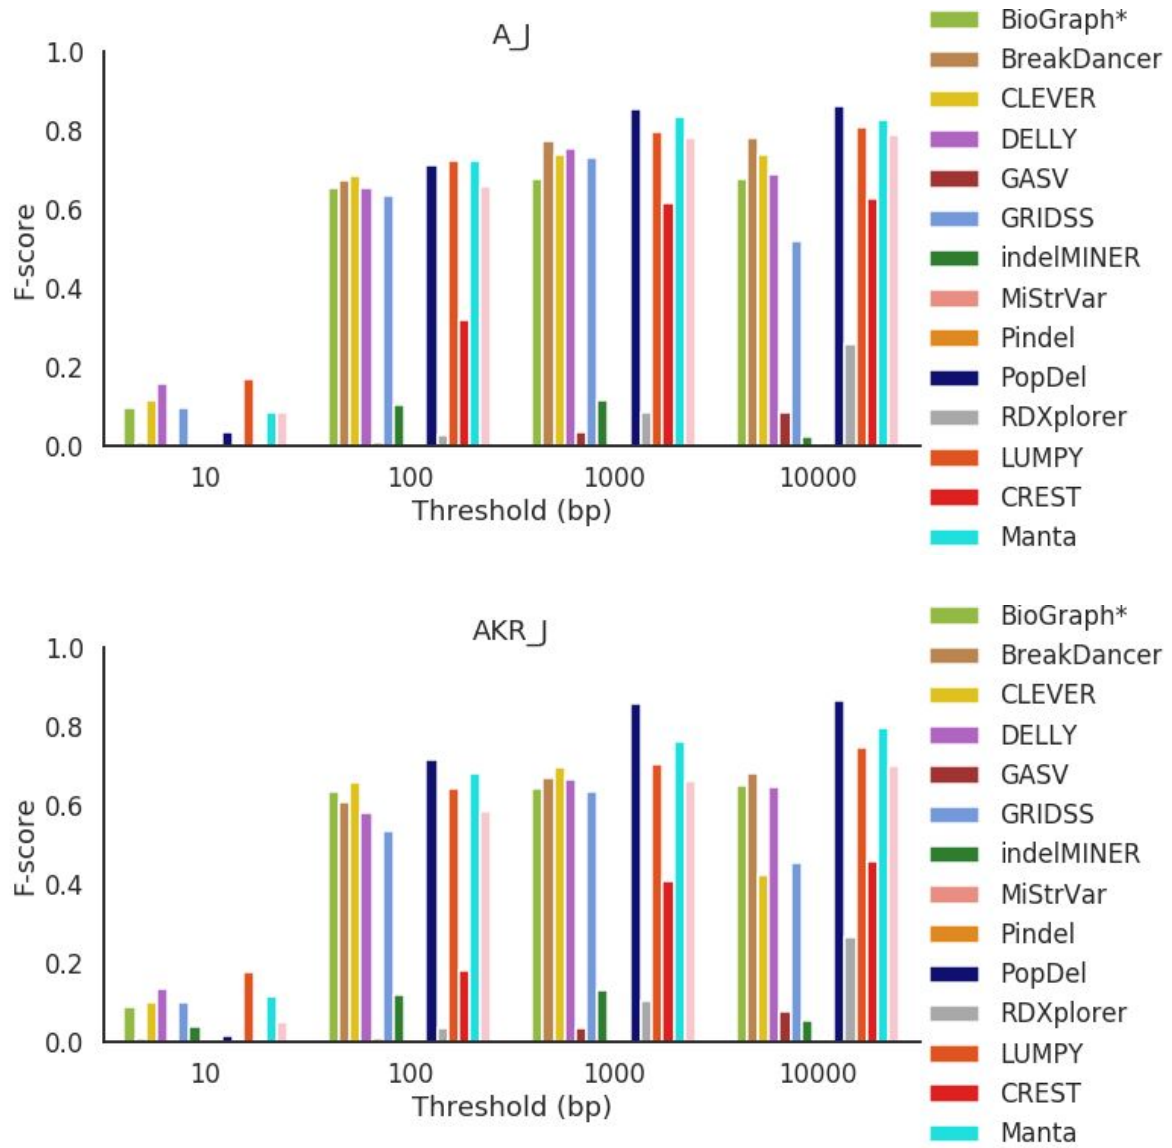 A_J
1.0
0.8
0.6
0.4
0.2
0.0
F-score
10 100 1000 10000
Threshold (bp)
BioGraph*
BreakDancer
CLEVER
DELLY
GASV
GRIDSS
indelMINER
MiStrVar
Pindel
PopDel
RDXplorer
LUMPY
CREST
Manta
AKR_J
1.0
0.8
0.6
0.4
0.2
0.0
F-score
10 100 1000 10000
Threshold (bp)
BioGraph*
BreakDancer
CLEVER
DELLY
GASV
GRIDSS
indelMINER
MiStrVar
Pindel
PopDel
RDXplorer
LUMPY
CREST
Manta